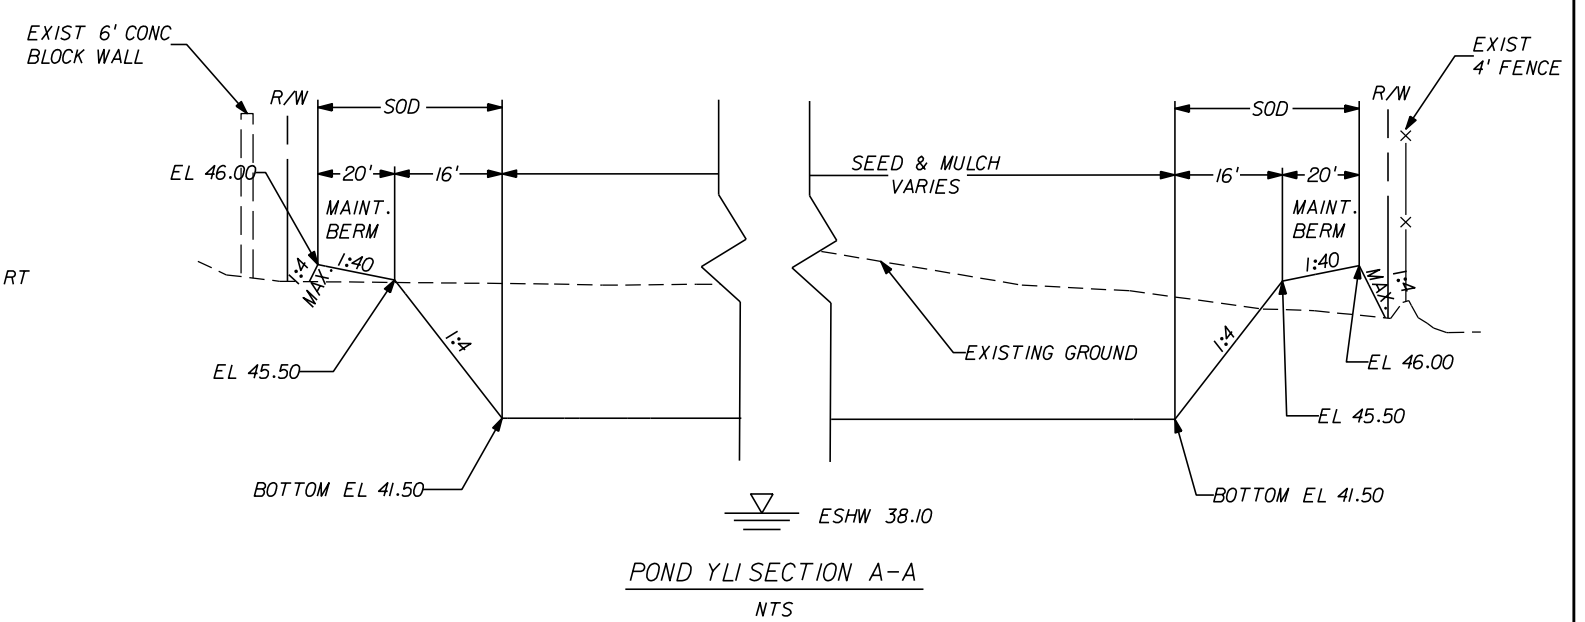 EXIST 6' CONC
BLOCK WALL
R/W
SOD
EL 46.00
20'
16'
MAINT.
BERM
1:4
MAX.
1:40
RT
1:4
EL 45.50
BOTTOM EL 41.50
SEED & MULCH
VARIES
EXISTING GROUND
EXIST
4' FENCE
R/W
SOD
16'
20'
MAINT.
BERM
1:40
1:4
MAX.
1:4
EL 46.00
EL 45.50
BOTTOM EL 41.50
ESHW 38.10
POND YL1 SECTION A-A
NTS